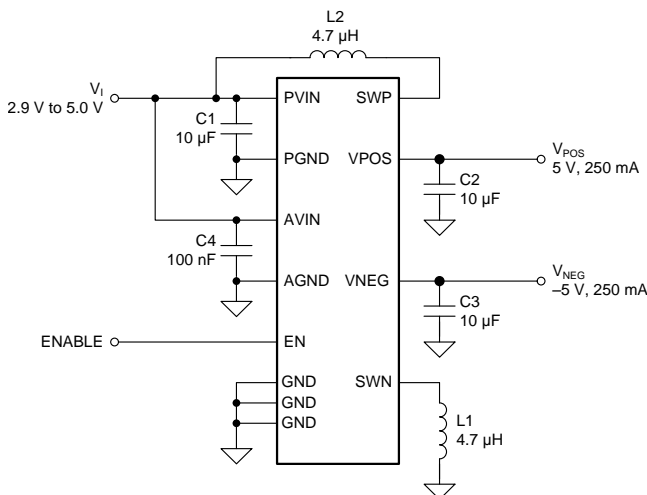 L2
4.7 µH
VI
2.9 V to 5.0 V
PVIN
SWP
C1
10 µF
PGND
VPOS
VPOS
5 V, 250 mA
C2
10 µF
AVIN
C4
100 nF
AGND
VNEG
VNEG
–5 V, 250 mA
C3
10 µF
ENABLE
EN
GND
SWN
GND
GND
L1
4.7 µH